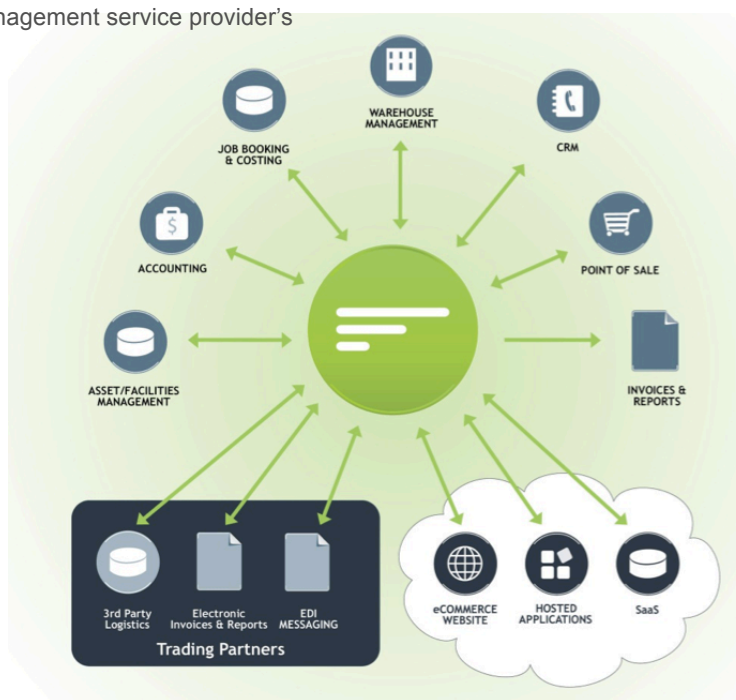 nagement service provider's
WAREHOUSE
MANAGEMENT
CRM
JOB BOOKING
& COSTING
ACCOUNTING
POINT OF SALE
ASSET/FACILITIES
MANAGEMENT
INVOICES &
REPORTS
3rd Party
Logistics
Electronic
Invoices & Reports
EDI
MESSAGING
Trading Partners
eCOMMERCE
WEBSITE
HOSTED
APPLICATIONS
SaaS